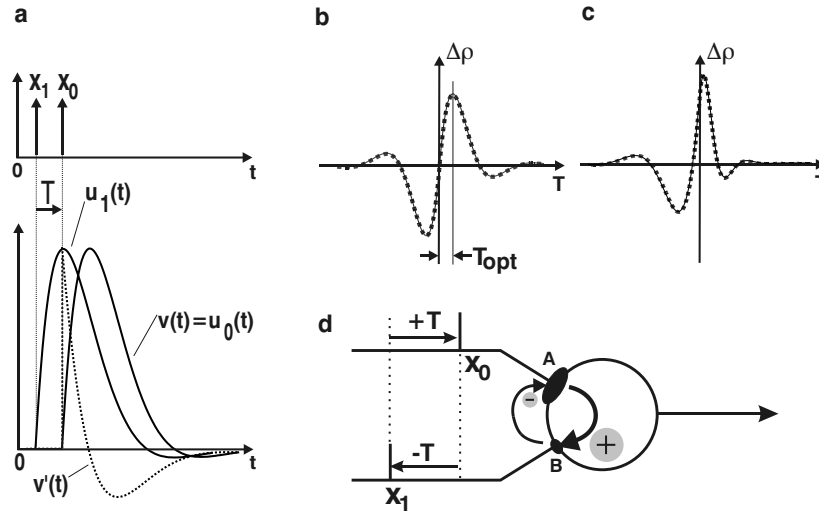 a
x1 x0
0 t
T u1(t)
v(t)=u0(t)
0 t
v'(t)
b
Δρ
T
Topt
c
Δρ
d
+T
x0
A
-
+
-T
B
x1